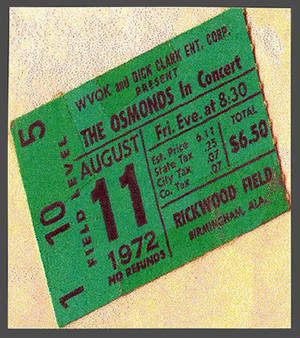 WVOK and DICK CLARK ENT. CORP.
PRESENT
THE OSMONDS In Concert
AUGUST
11
1972
NO REFUNDS
Fri. Eve. at 8:30
Est. Price 6.11
State Tax .25
City Tax .07
Co. Tax .07
TOTAL
$6.50
RICKWOOD FIELD
BIRMINGHAM, ALA.
FIELD LEVEL
1 10 5